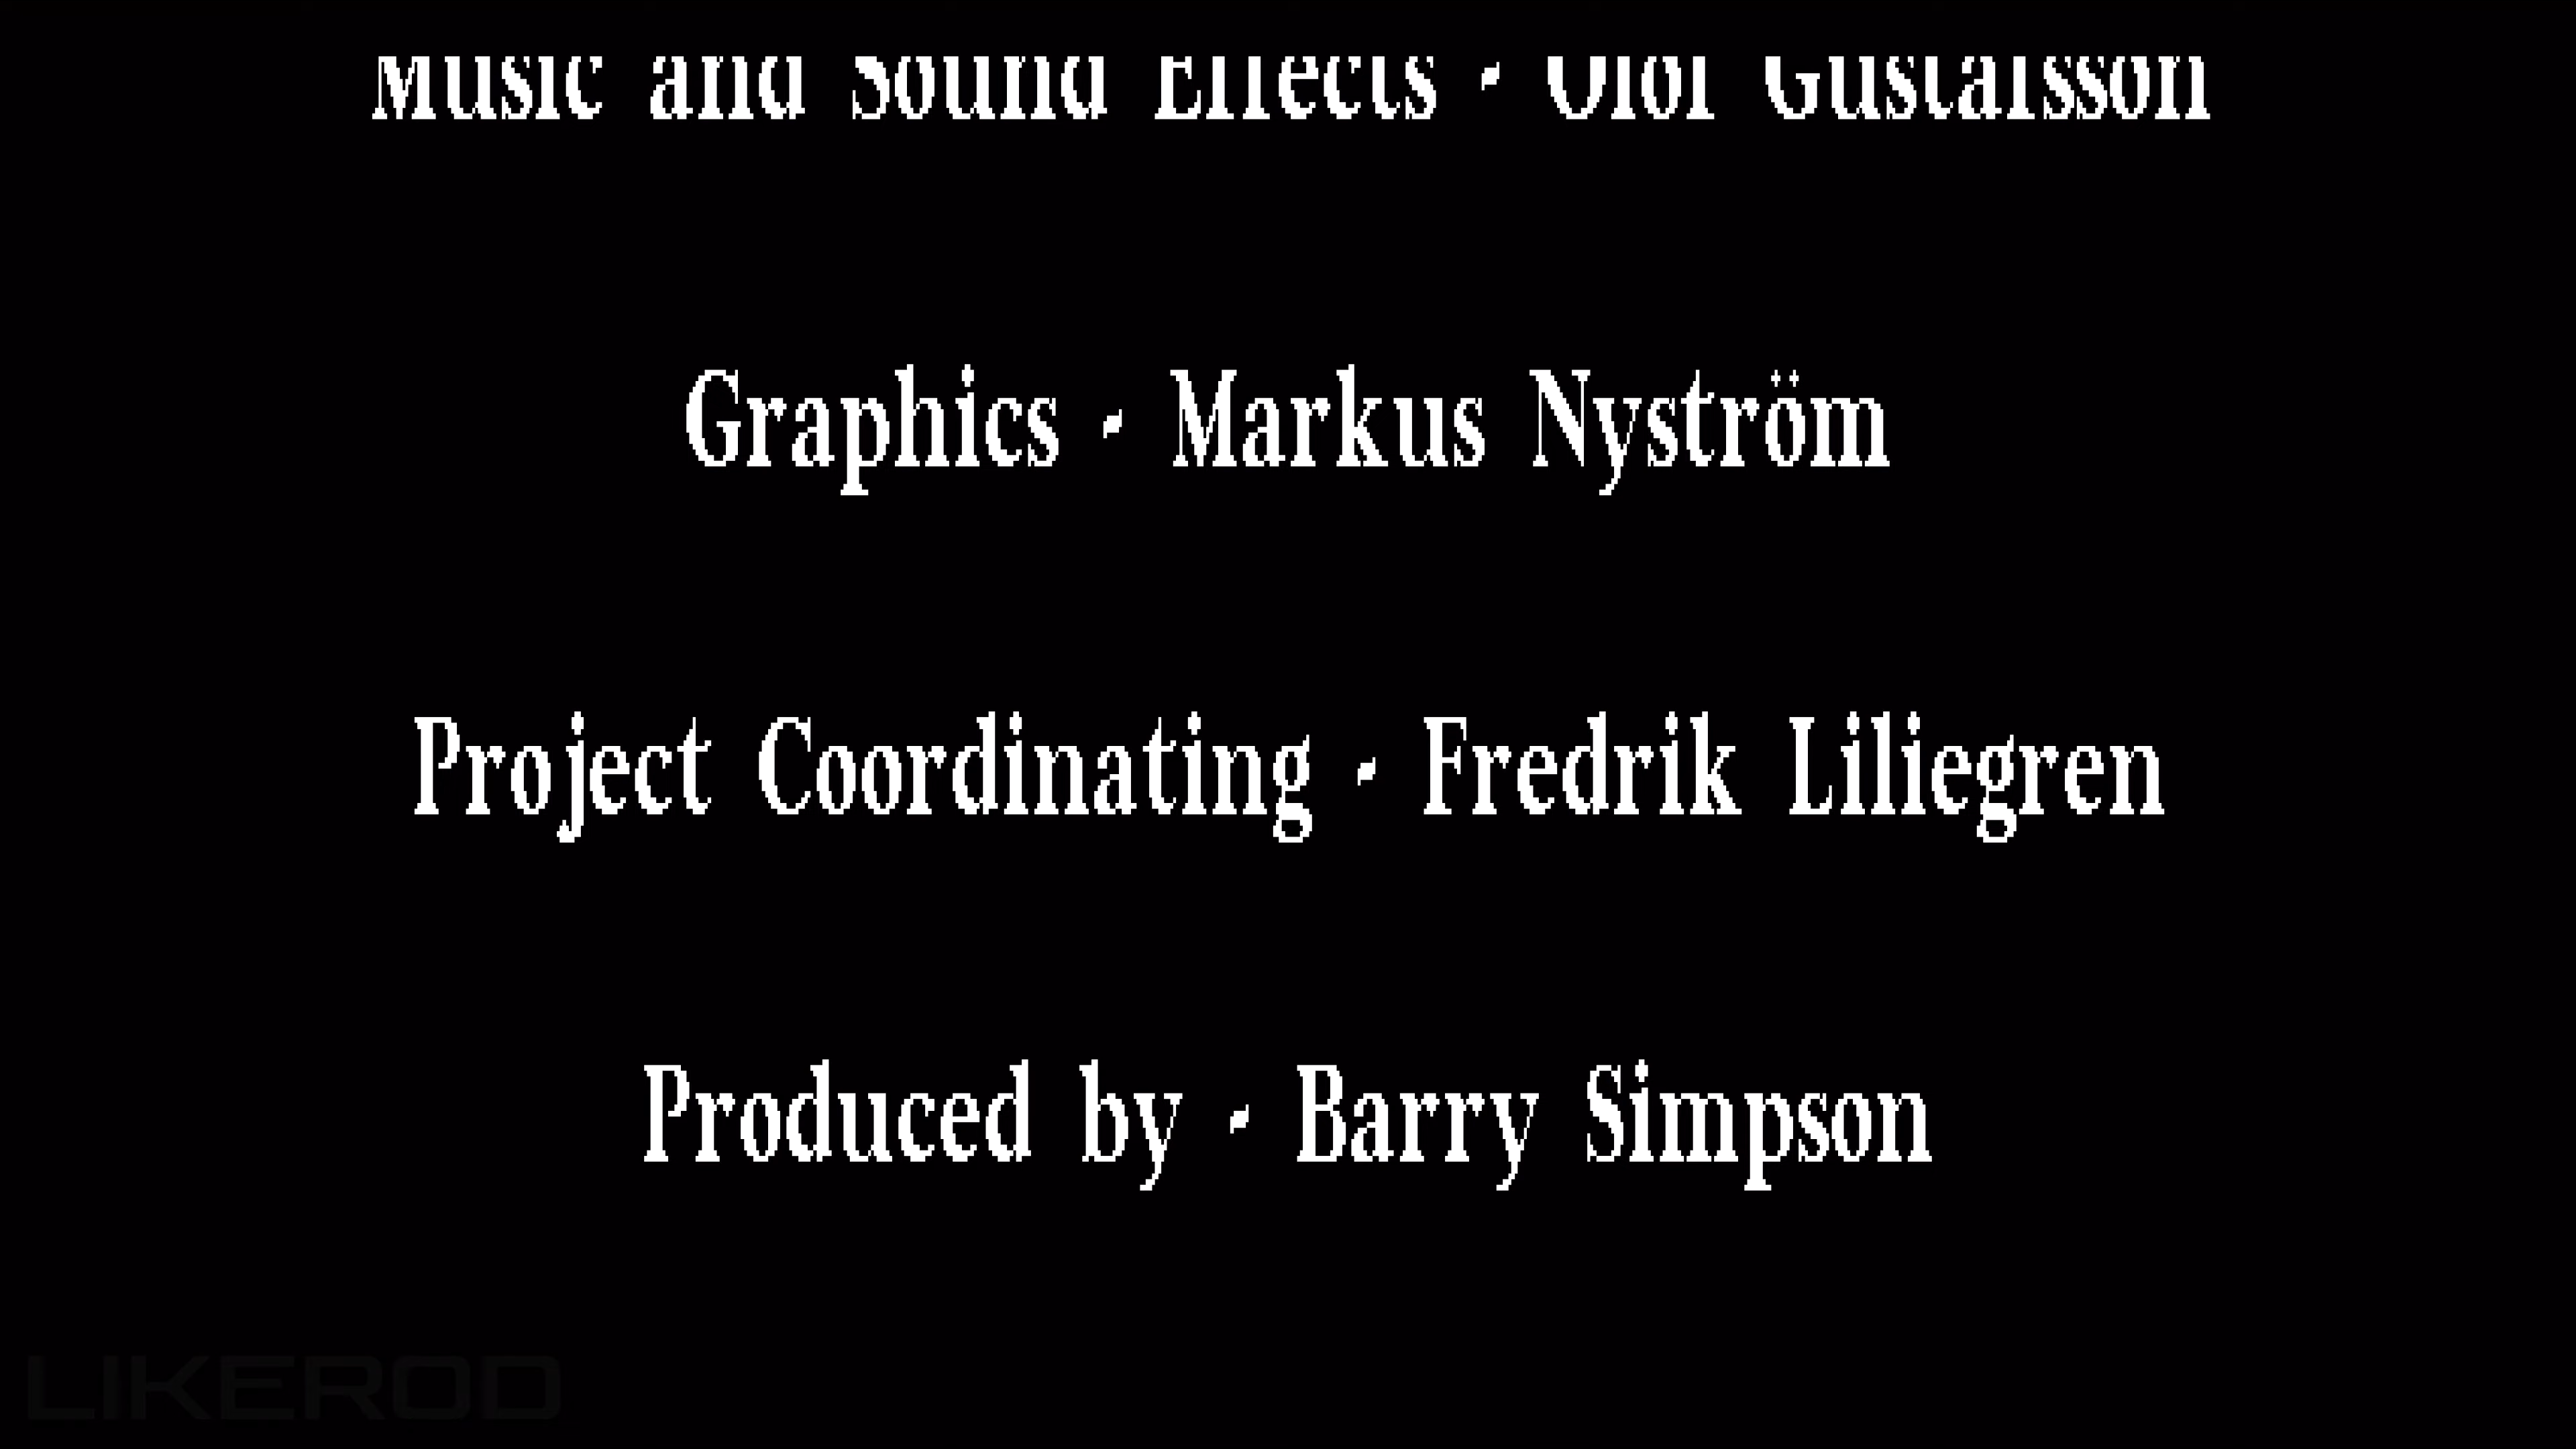 Music and Sound Effects - Olof Gustafsson
Graphics - Markus Nyström
Project Coordinating - Fredrik Liliegren
Produced by - Barry Simpson
LIKEROD